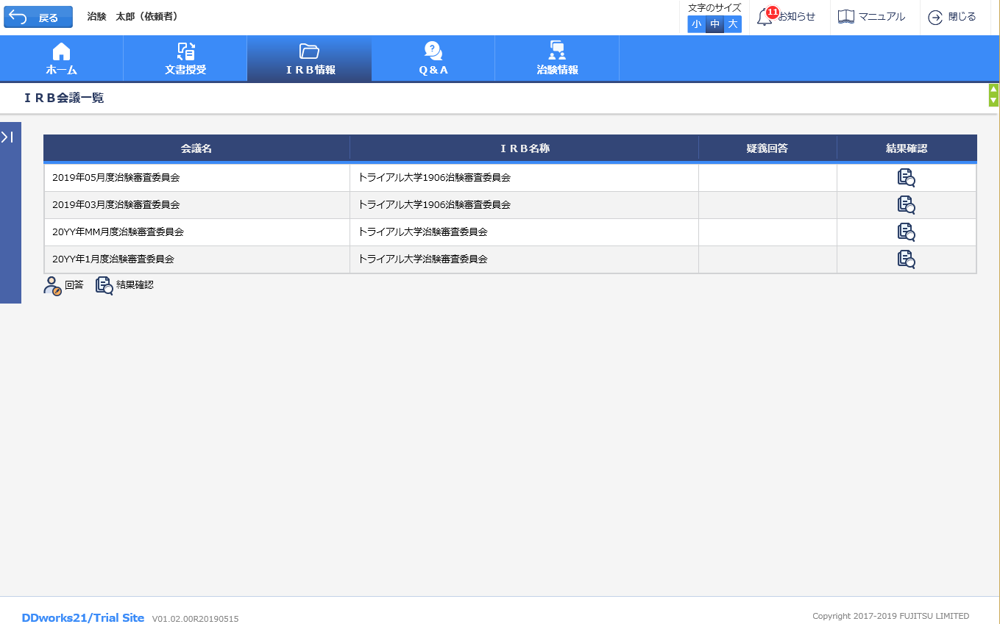 戻る
治験　太郎（依頼者）
文字のサイズ
小 中 大
11
お知らせ
マニュアル
閉じる
ホーム
文書授受
ＩＲＢ情報
Ｑ＆Ａ
治験情報
ＩＲＢ会議一覧
会議名 ＩＲＢ名称 疑義回答 結果確認
2019年05月度治験審査委員会 トライアル大学1906治験審査委員会
2019年03月度治験審査委員会 トライアル大学1906治験審査委員会
20YY年MM月度治験審査委員会 トライアル大学治験審査委員会
20YY年1月度治験審査委員会 トライアル大学治験審査委員会
回答 結果確認
DDworks21/Trial Site V01.02.00R20190515
Copyright 2017-2019 FUJITSU LIMITED